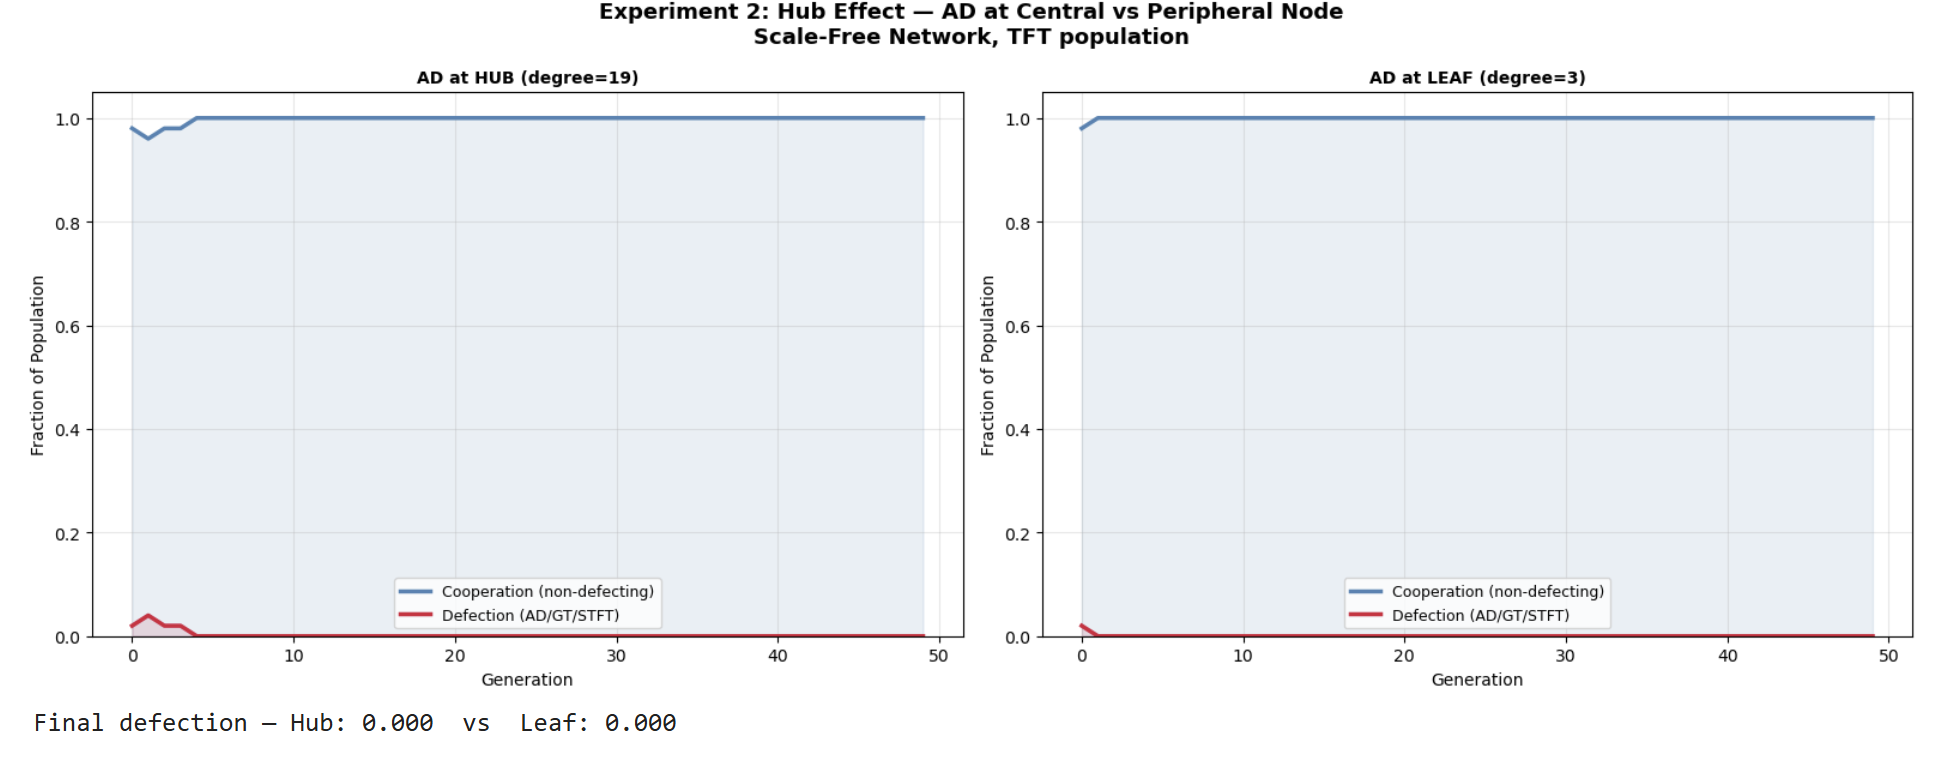 Experiment 2: Hub Effect — AD at Central vs Peripheral Node
Scale-Free Network, TFT population
AD at HUB (degree=19)
Fraction of Population
1.0
0.8
0.6
0.4
0.2
0.0
Cooperation (non-defecting)
Defection (AD/GT/STFT)
0 10 20 30 40 50
Generation
AD at LEAF (degree=3)
Fraction of Population
1.0
0.8
0.6
0.4
0.2
0.0
Cooperation (non-defecting)
Defection (AD/GT/STFT)
0 10 20 30 40 50
Generation
Final defection — Hub: 0.000 vs Leaf: 0.000